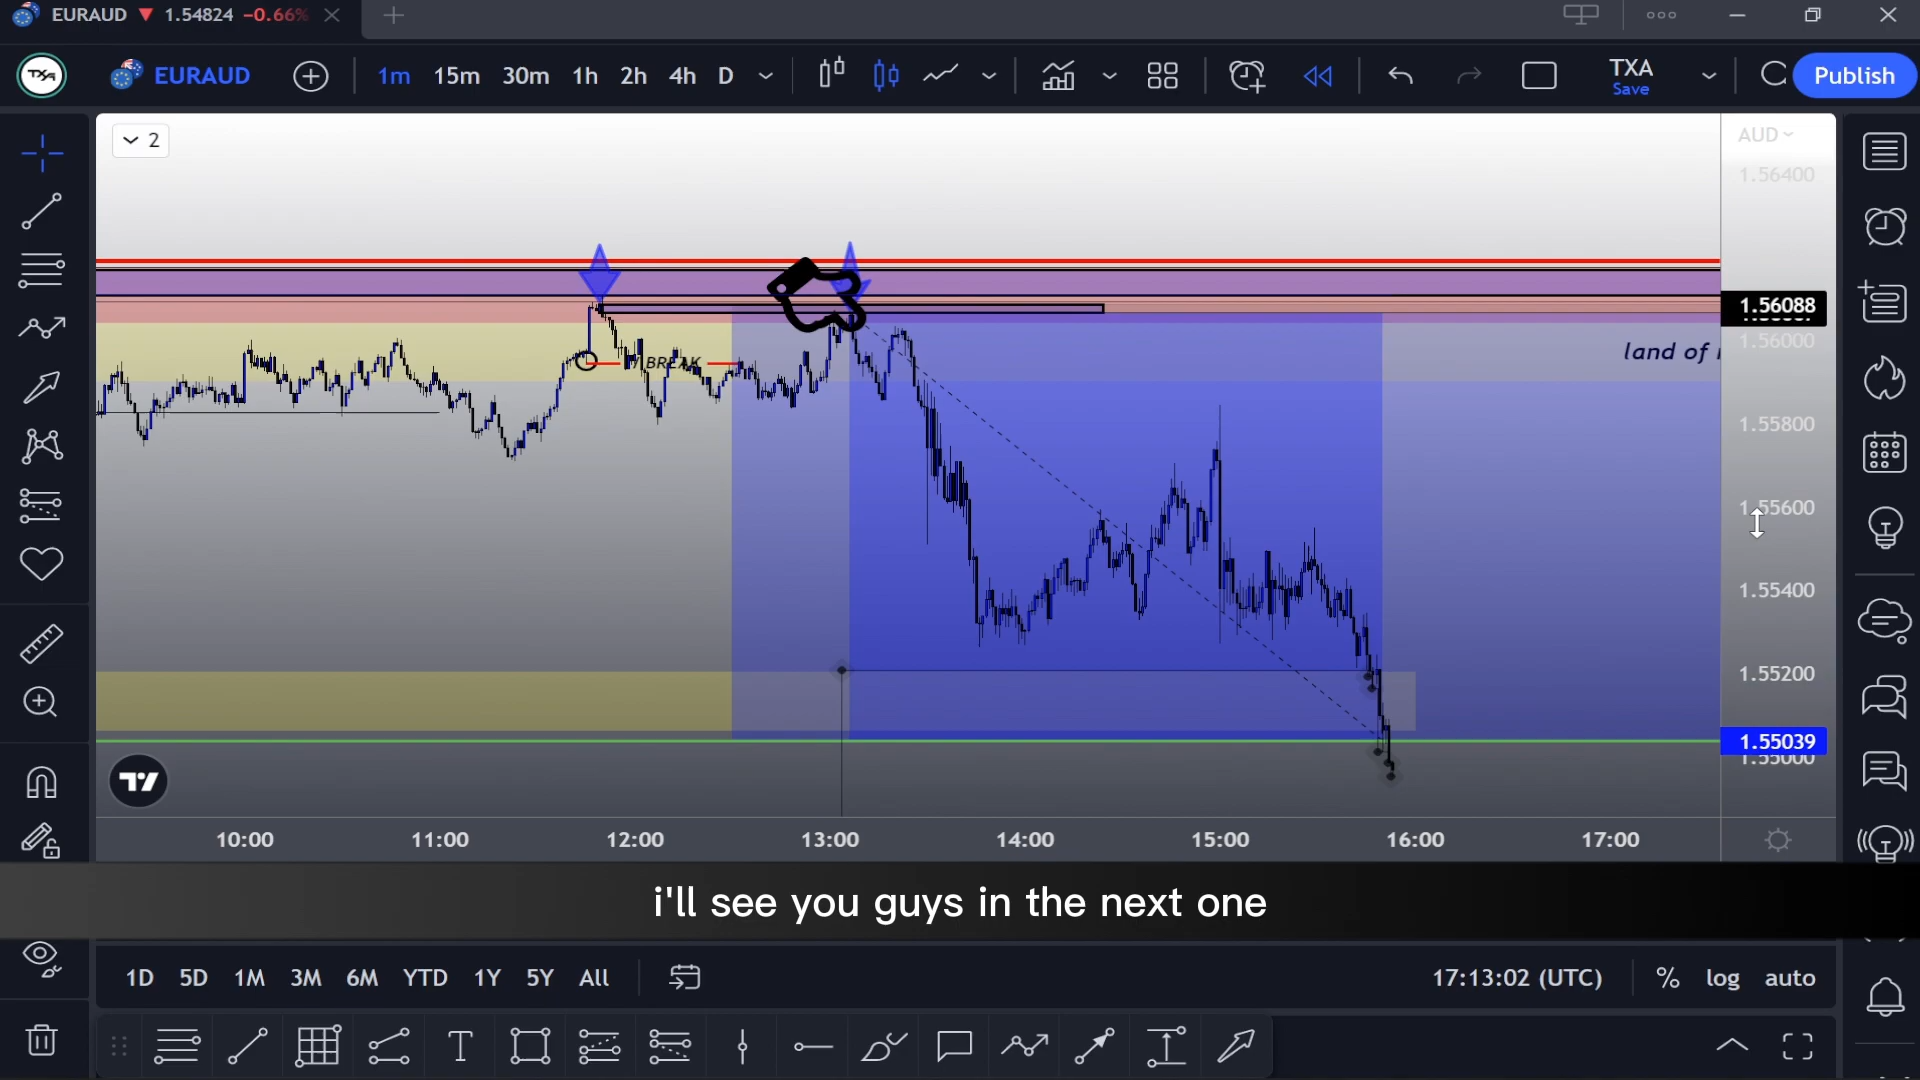 EURAUD ▼ 1.54824 −0.66%
TXA
EURAUD
1m 15m 30m 1h 2h 4h D
TXA
Save
Publish
2
AUD
1.56400
1.56088
1.56000
land of
BREAK
1.55800
1.55600
1.55400
1.55200
1.55039
1.55000
10:00 11:00 12:00 13:00 14:00 15:00 16:00 17:00
i'll see you guys in the next one
1D 5D 1M 3M 6M YTD 1Y 5Y All
17:13:02 (UTC) % log auto